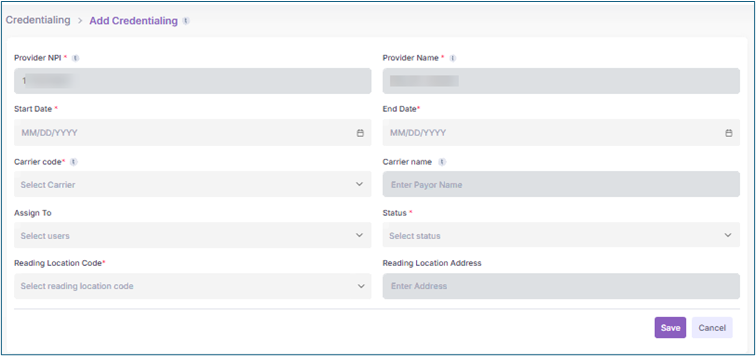 Credentialing > Add Credentialing
Provider NPI * Provider Name *
1
Start Date * End Date*
MM/DD/YYYY MM/DD/YYYY
Carrier code* Carrier name
Select Carrier Enter Payor Name
Assign To Status *
Select users Select status
Reading Location Code* Reading Location Address
Select reading location code Enter Address
Save Cancel